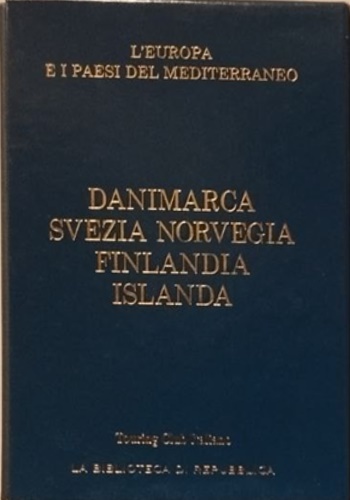 L'EUROPA
E I PAESI DEL MEDITERRANEO
DANIMARCA
SVEZIA NORVEGIA
FINLANDIA
ISLANDA
Touring Club Italiano
LA BIBLIOTECA DI REPUBBLICA